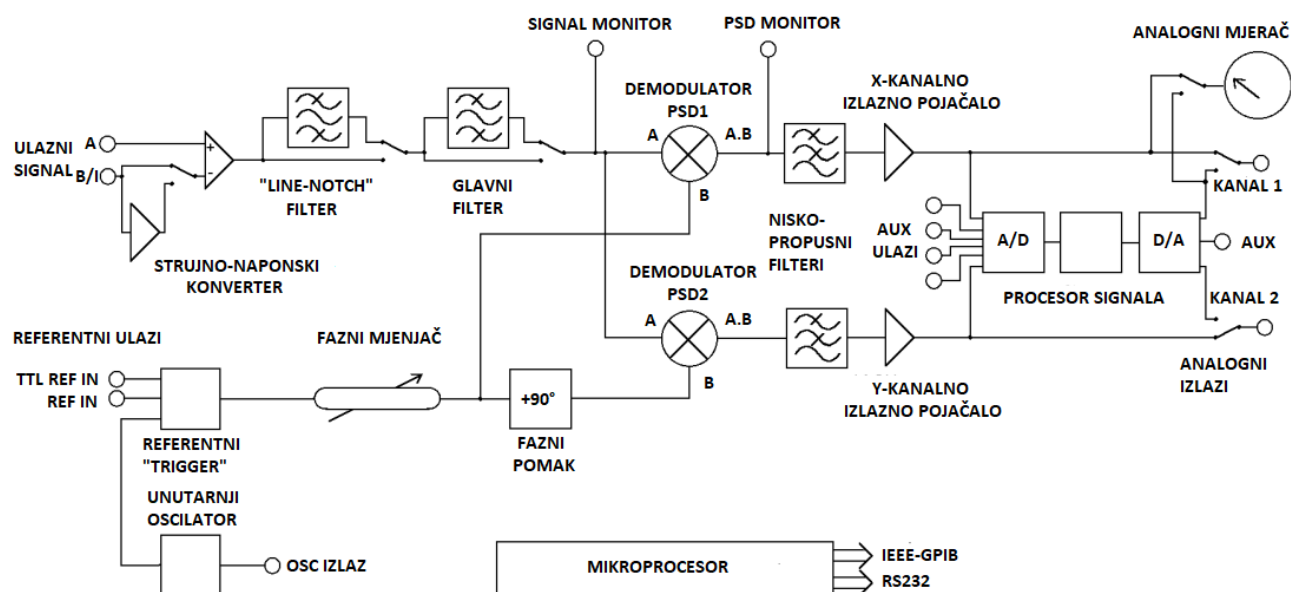 SIGNAL MONITOR
PSD MONITOR
ANALOGNI MJERAČ
ULAZNI
SIGNAL
A
B/I
+
-
"LINE-NOTCH"
FILTER
GLAVNI
FILTER
STRUJNO-NAPONSKI
KONVERTER
DEMODULATOR
PSD1
A
A.B
B
X-KANALNO
IZLAZNO POJAČALO
NISKO-
PROPUSNI
FILTERI
KANAL 1
AUX
ULAZI
A/D
D/A
AUX
PROCESOR SIGNALA
KANAL 2
DEMODULATOR
PSD2
A
A.B
B
Y-KANALNO
IZLAZNO POJAČALO
ANALOGNI
IZLAZI
REFERENTNI ULAZI
TTL REF IN
REF IN
REFERENTNI
"TRIGGER"
FAZNI MJENJAČ
+90°
FAZNI
POMAK
UNUTARNJI
OSCILATOR
OSC IZLAZ
MIKROPROCESOR
IEEE-GPIB
RS232